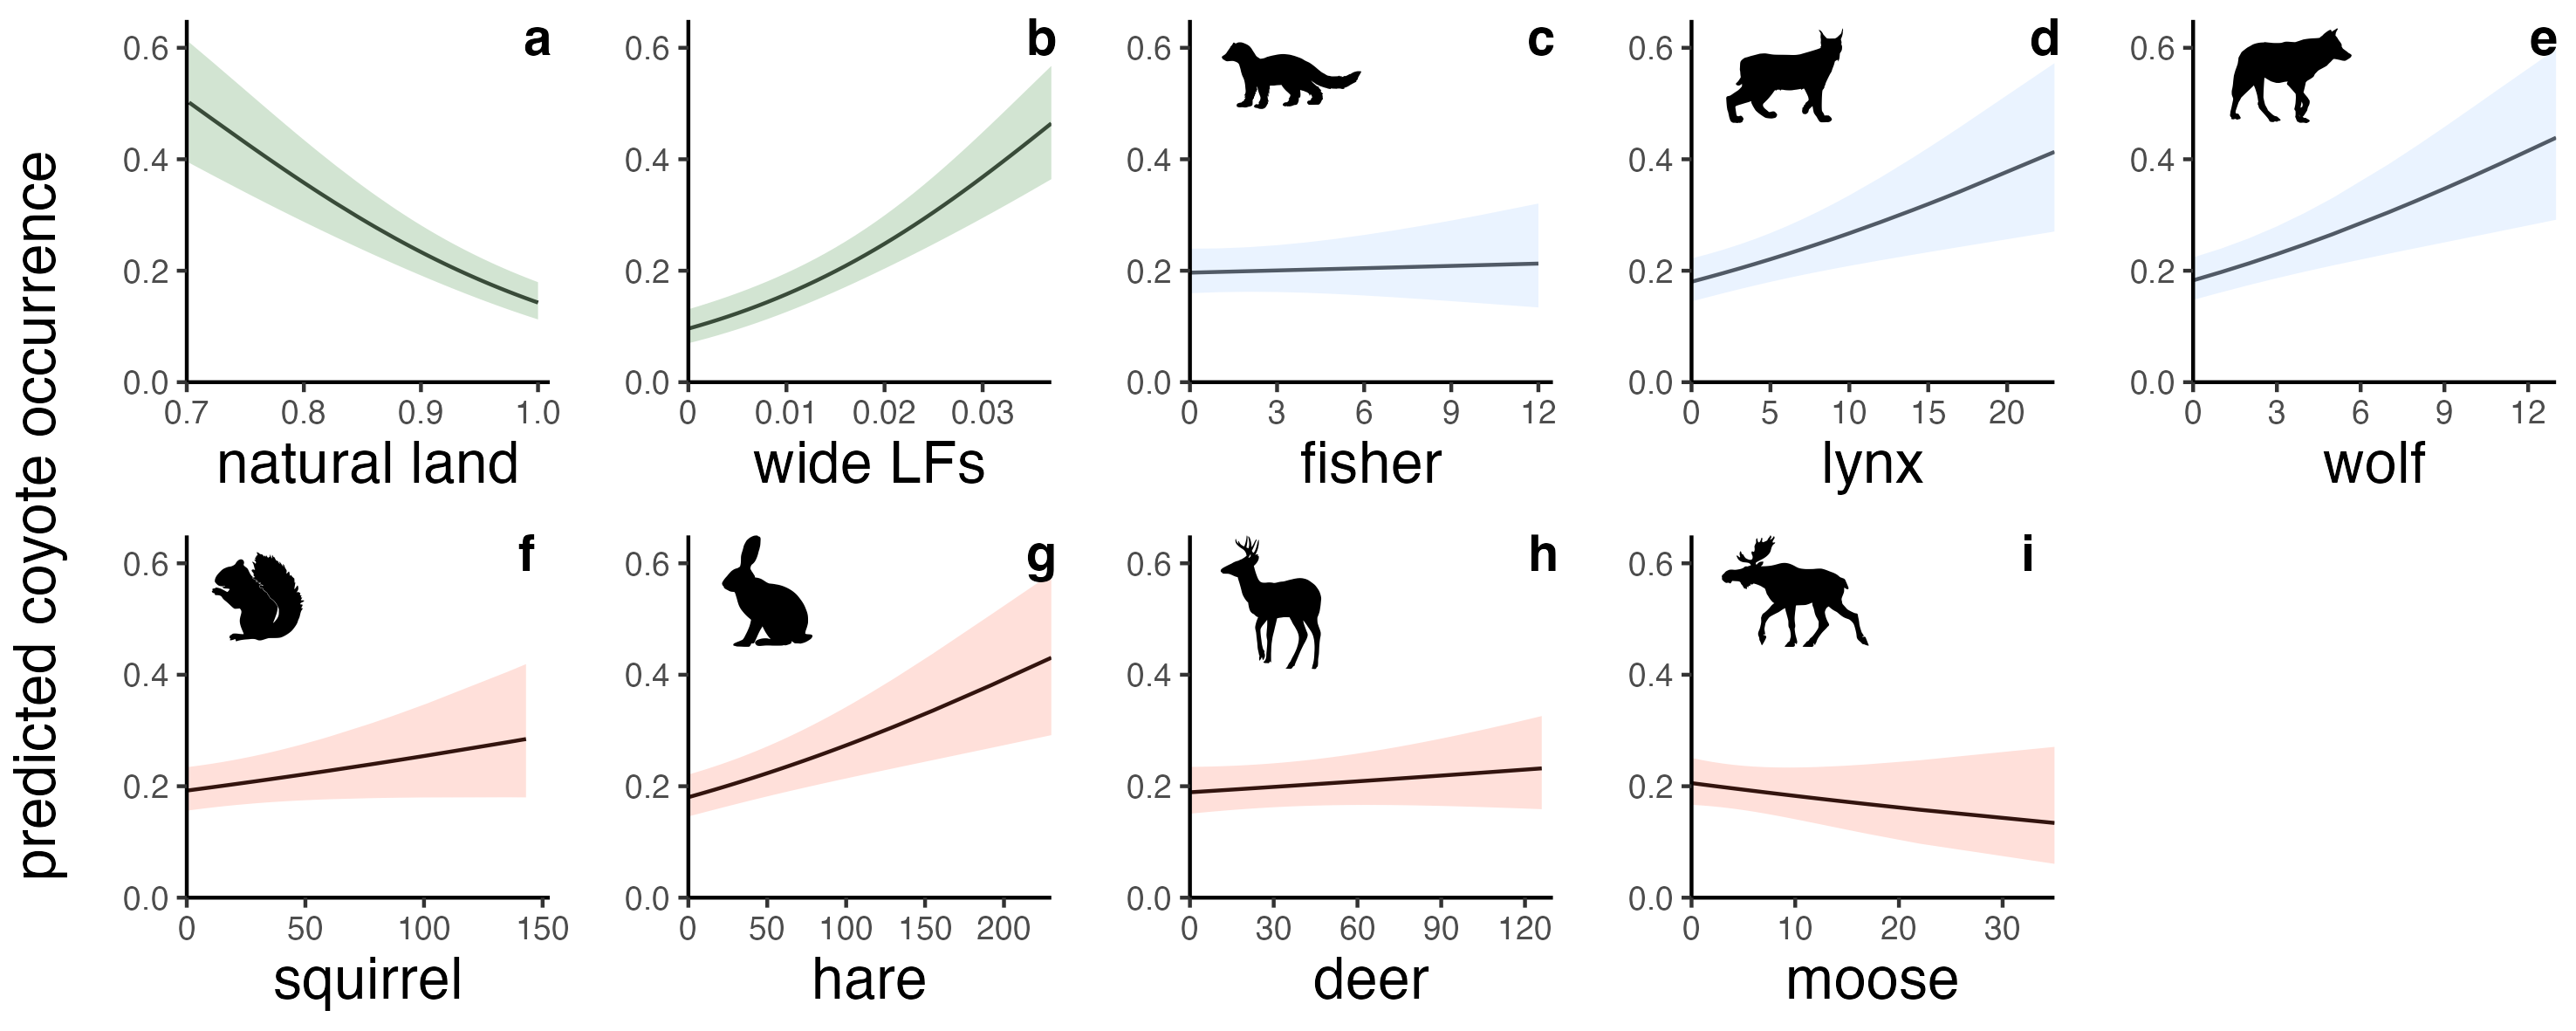 predicted coyote occurrence
a
0.6
0.4
0.2
0.0
0.7 0.8 0.9 1.0
natural land
b
0.6
0.4
0.2
0.0
0 0.01 0.02 0.03
wide LFs
c
0.6
0.4
0.2
0.0
0 3 6 9 12
fisher
d
0.6
0.4
0.2
0.0
0 5 10 15 20
lynx
e
0.6
0.4
0.2
0.0
0 3 6 9 12
wolf
f
0.6
0.4
0.2
0.0
0 50 100 150
squirrel
g
0.6
0.4
0.2
0.0
0 50 100 150 200
hare
h
0.6
0.4
0.2
0.0
0 30 60 90 120
deer
i
0.6
0.4
0.2
0.0
0 10 20 30
moose